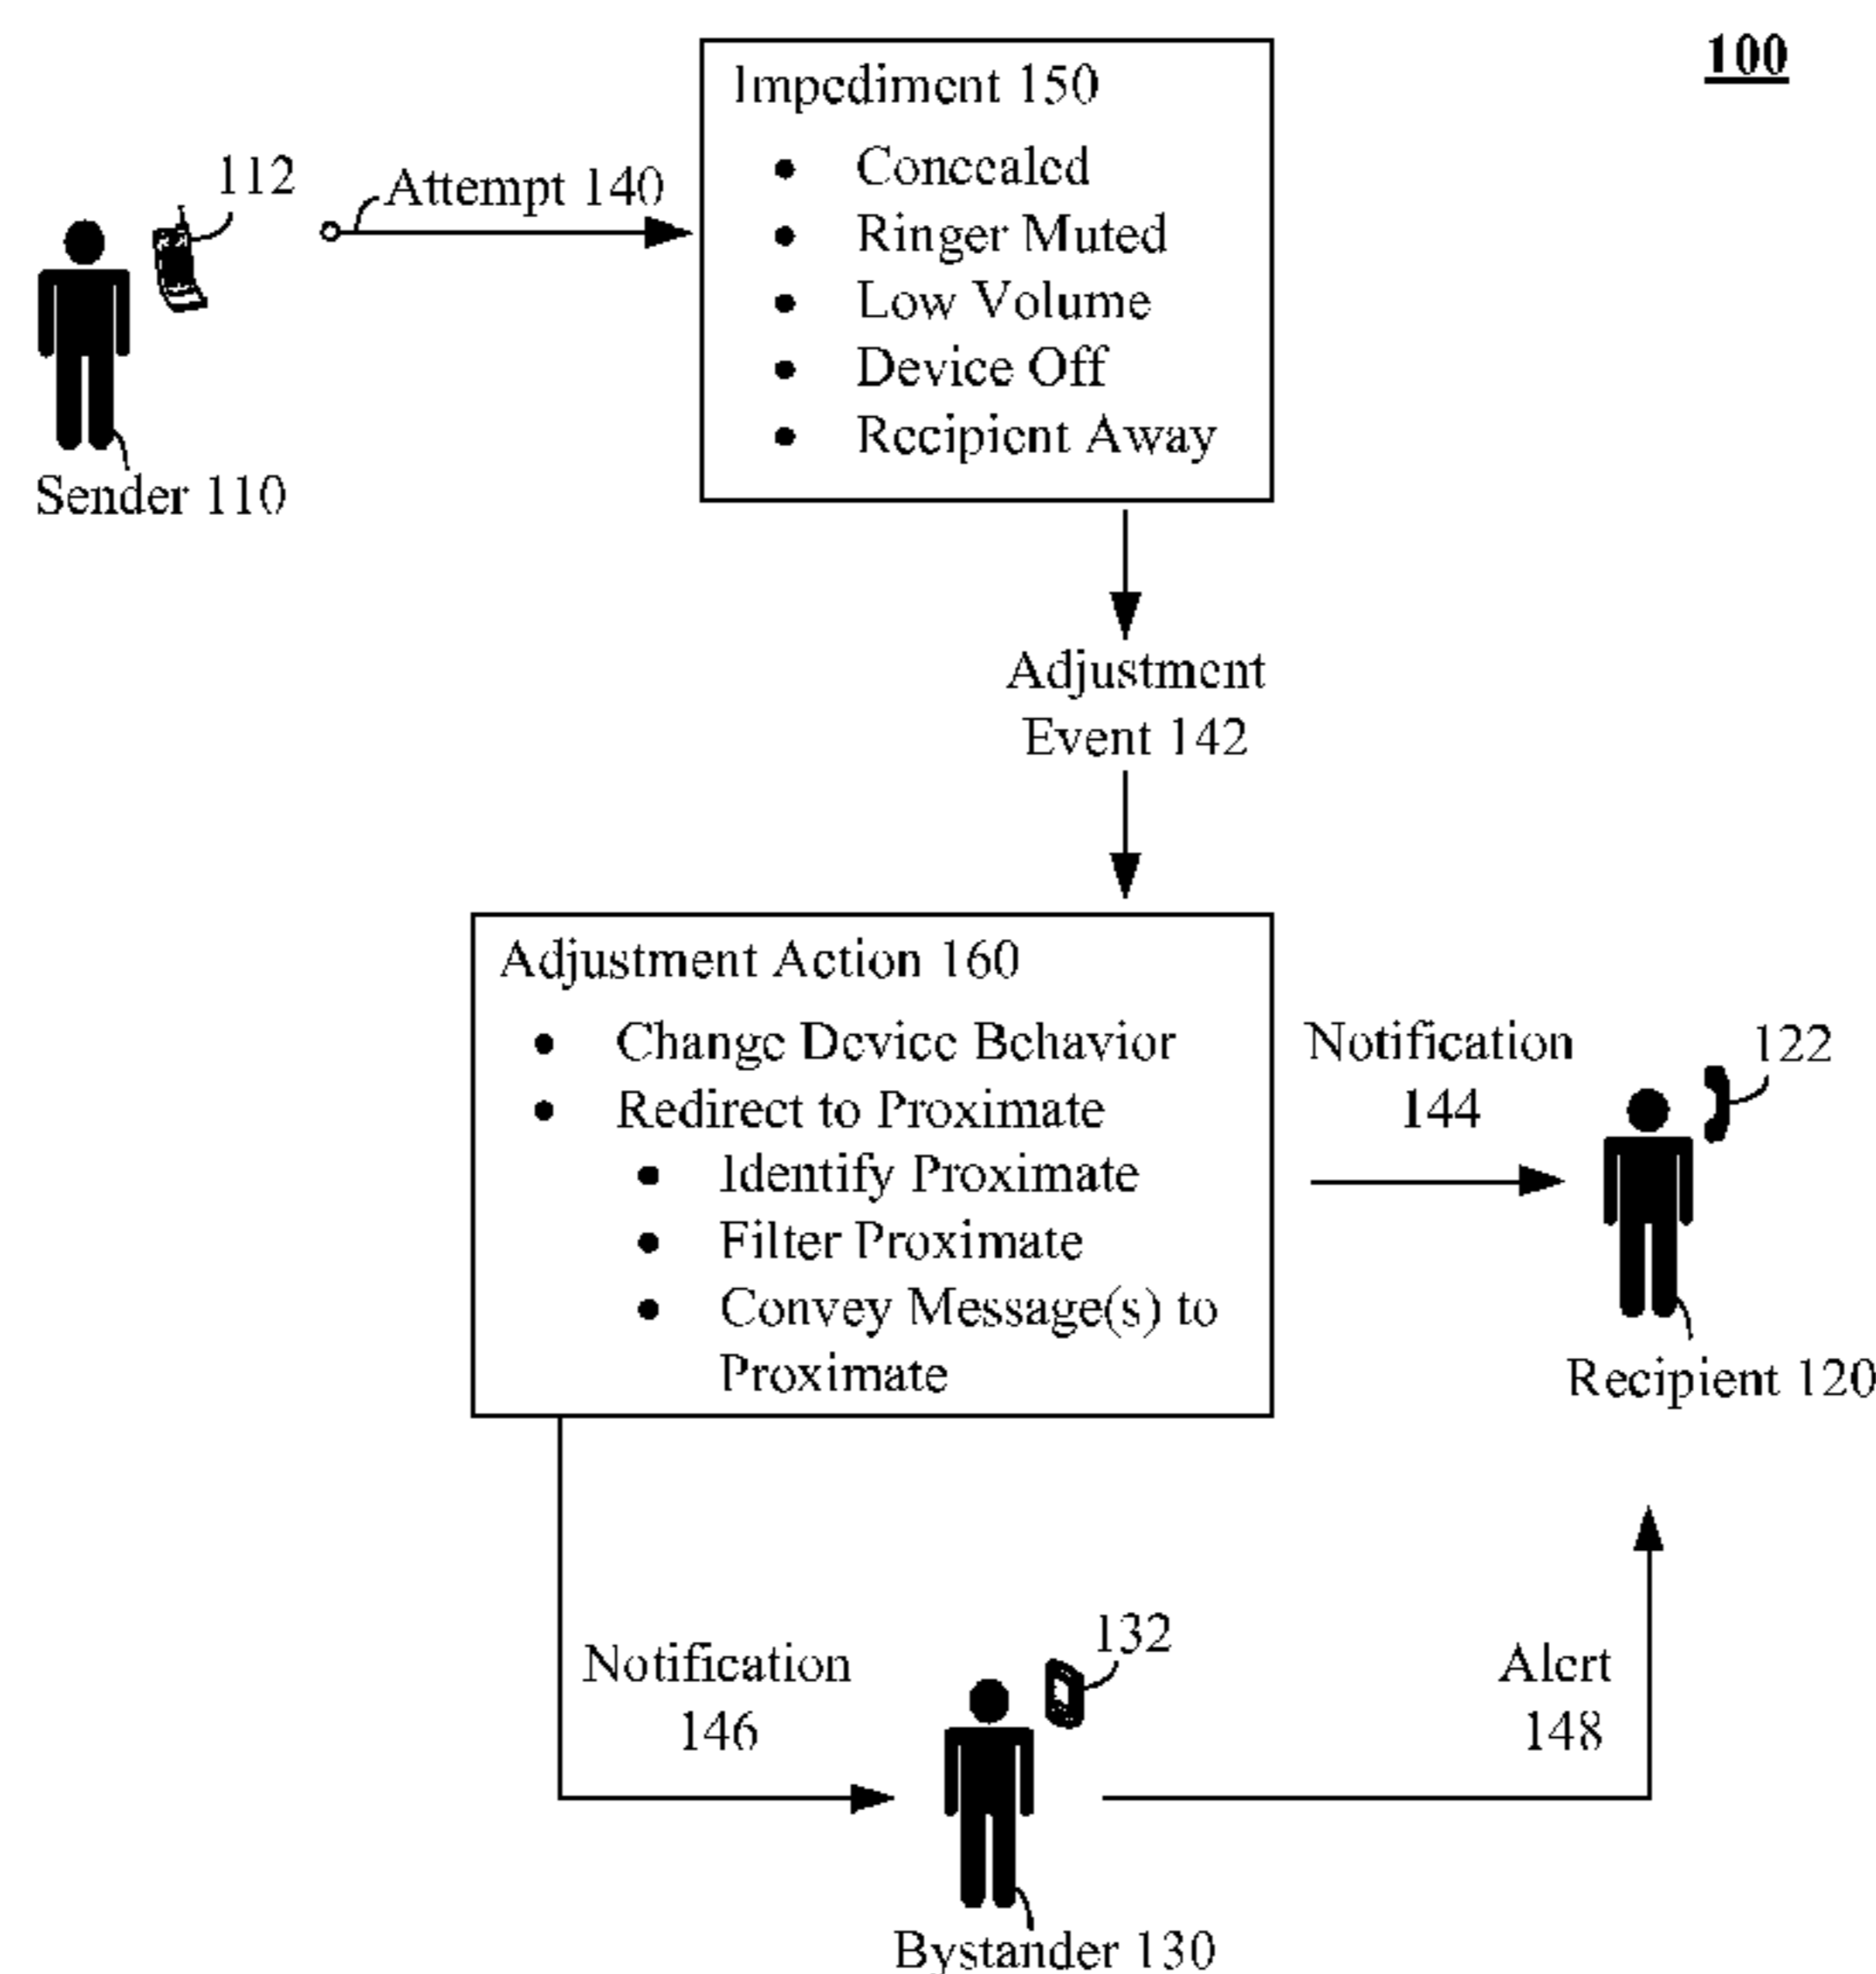 100
Impediment 150
• Concealed
• Ringer Muted
• Low Volume
• Device Off
• Recipient Away
112
Attempt 140
Sender 110
Adjustment
Event 142
Adjustment Action 160
• Change Device Behavior
• Redirect to Proximate
• Identify Proximate
• Filter Proximate
• Convey Message(s) to
Proximate
Notification
144
122
Recipient 120
Notification
146
132
Alert
148
Bystander 130